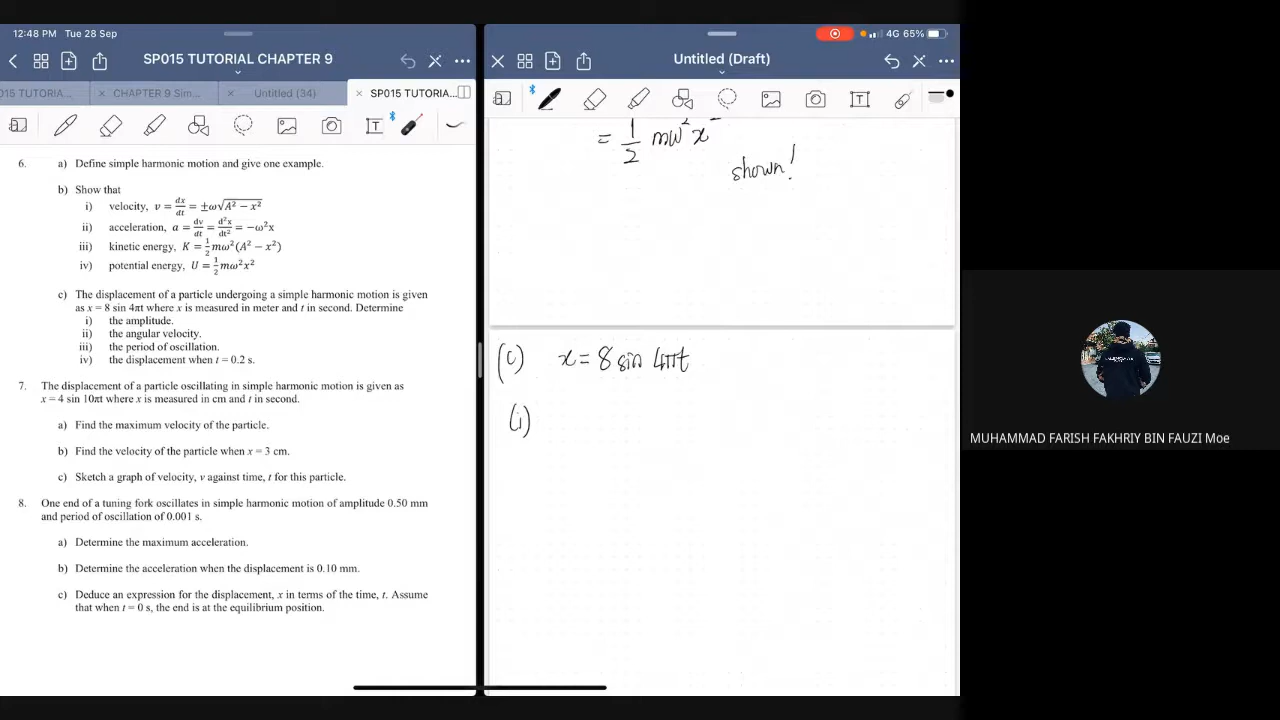 12:48 PM Tue 28 Sep
SP015 TUTORIAL CHAPTER 9
015 TUTORIA...
CHAPTER 9 Sim...
Untitled (34)
SP015 TUTORIA...
6. a) Define simple harmonic motion and give one example.
b) Show that
i) velocity, v = dx/dt = ±ω√(A² − x²)
ii) acceleration, a = dv/dt = d²x/dt² = −ω²x
iii) kinetic energy, K = 1/2 mω²(A² − x²)
iv) potential energy, U = 1/2 mω²x²
c) The displacement of a particle undergoing a simple harmonic motion is given
as x = 8 sin 4πt where x is measured in meter and t in second. Determine
i) the amplitude.
ii) the angular velocity.
iii) the period of oscillation.
iv) the displacement when t = 0.2 s.
7. The displacement of a particle oscillating in simple harmonic motion is given as
x = 4 sin 10πt where x is measured in cm and t in second.
a) Find the maximum velocity of the particle.
b) Find the velocity of the particle when x = 3 cm.
c) Sketch a graph of velocity, v against time, t for this particle.
8. One end of a tuning fork oscillates in simple harmonic motion of amplitude 0.50 mm
and period of oscillation of 0.001 s.
a) Determine the maximum acceleration.
b) Determine the acceleration when the displacement is 0.10 mm.
c) Deduce an expression for the displacement, x in terms of the time, t. Assume
that when t = 0 s, the end is at the equilibrium position.
4G 65%
Untitled (Draft)
= 1/2 mω²x²
shown!
(c) x = 8 sin 4πt
(i)
MUHAMMAD FARISH FAKHRIY BIN FAUZI Moe